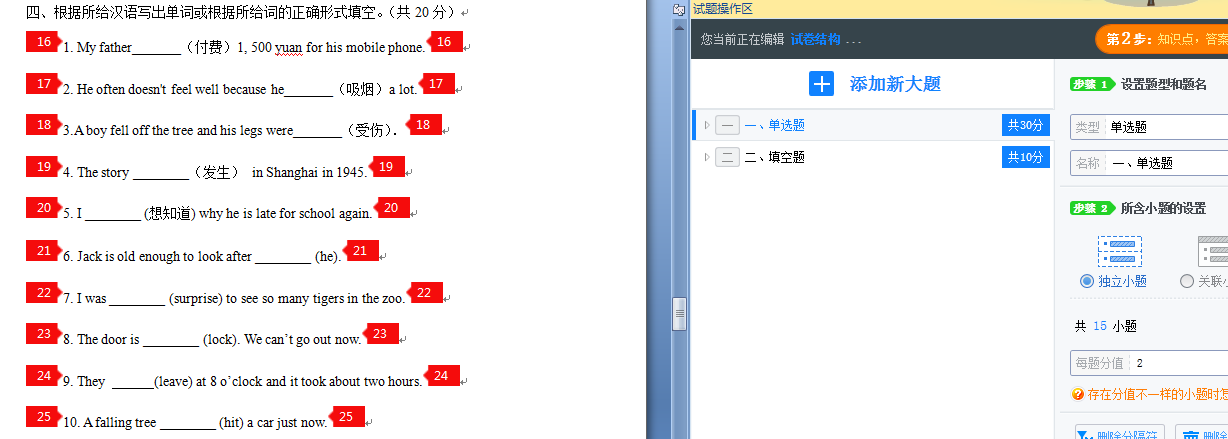 四、根据所给汉语写出单词或根据所给词的正确形式填空。（共 20 分）
16 1. My father_______（付费）1, 500 yuan for his mobile phone. 16
17 2. He often doesn't feel well because he_______（吸烟）a lot. 17
18 3.A boy fell off the tree and his legs were_______（受伤）. 18
19 4. The story ________（发生） in Shanghai in 1945. 19
20 5. I ________ (想知道) why he is late for school again. 20
21 6. Jack is old enough to look after ________ (he). 21
22 7. I was ________ (surprise) to see so many tigers in the zoo. 22
23 8. The door is ________ (lock). We can’t go out now. 23
24 9. They ______(leave) at 8 o’clock and it took about two hours. 24
25 10. A falling tree ________ (hit) a car just now. 25
试题操作区
您当前正在编辑 试卷结构 ...
第2步: 知识点，答案
添加新大题
一 一、单选题 共30分
二 二、填空题 共10分
步骤 1 设置题型和题名
类型 单选题
名称 一、单选题
步骤 2 所含小题的设置
独立小题 关联小
共 15 小题
每题分值 2
存在分值不一样的小题时怎
删除分隔符 删除